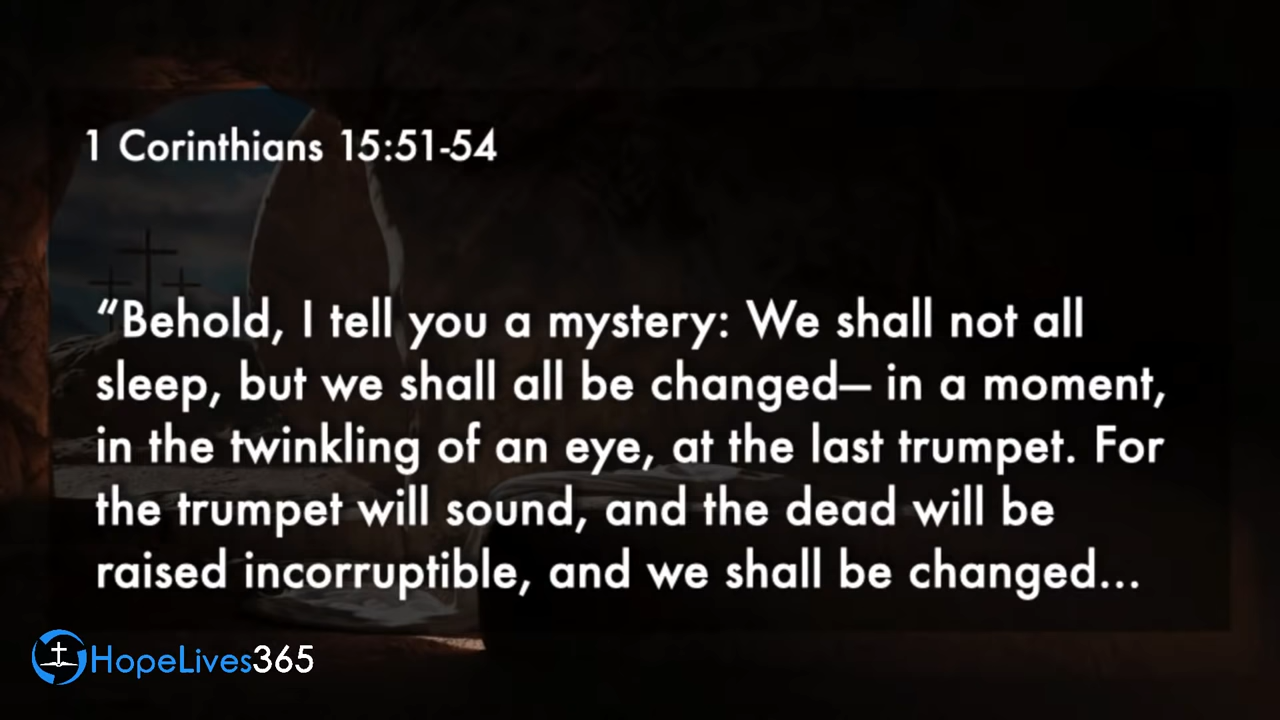 1 Corinthians 15:51-54
“Behold, I tell you a mystery: We shall not all
sleep, but we shall all be changed— in a moment,
in the twinkling of an eye, at the last trumpet. For
the trumpet will sound, and the dead will be
raised incorruptible, and we shall be changed...
HopeLives365